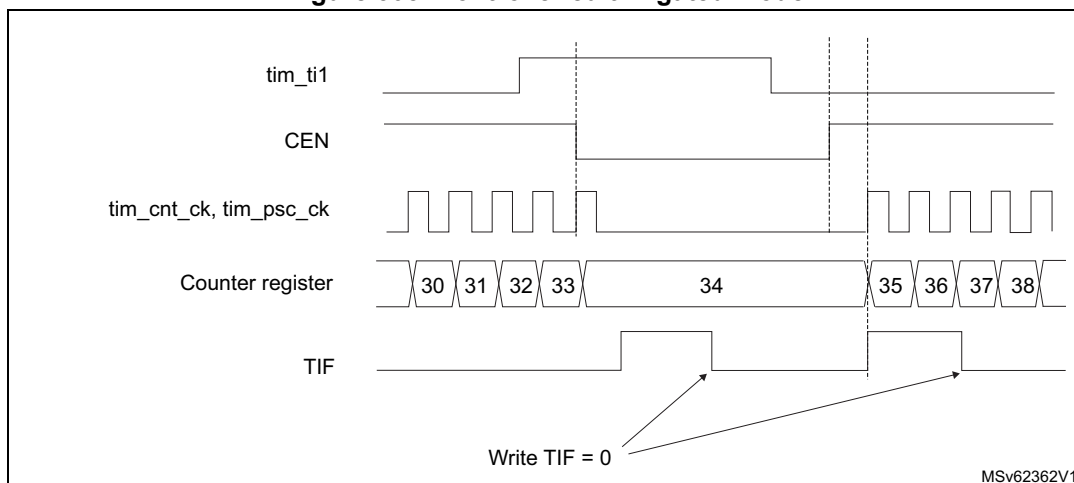 tim_ti1
CEN
tim_cnt_ck, tim_psc_ck
Counter register
30 31 32 33 34 35 36 37 38
TIF
Write TIF = 0
MSv62362V1